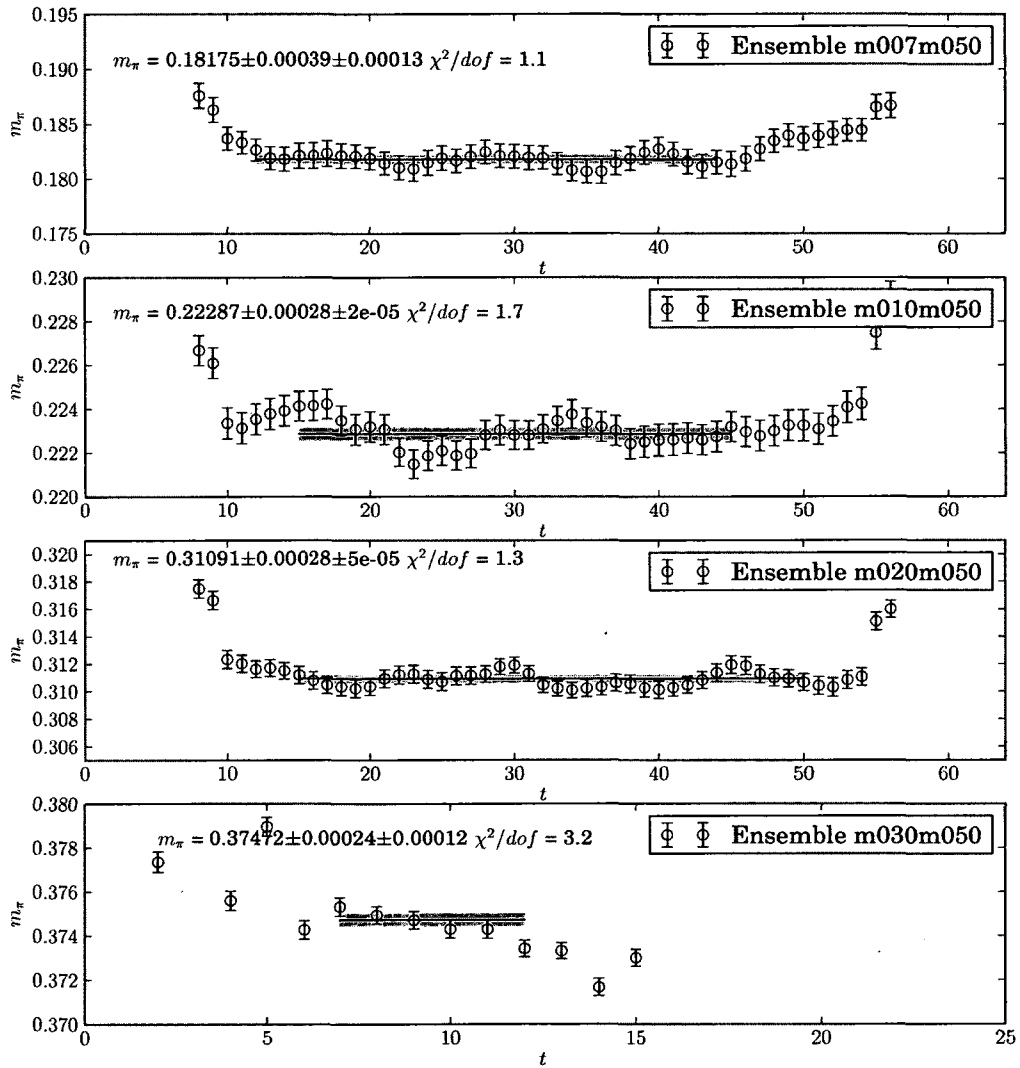 0.195
0.190
0.185
0.180
0.175
m_π
m_π = 0.18175±0.00039±0.00013 χ²/dof = 1.1
Ensemble m007m050
0 10 20 30 40 50 60
t
0.230
0.228
0.226
0.224
0.222
0.220
m_π
m_π = 0.22287±0.00028±2e-05 χ²/dof = 1.7
Ensemble m010m050
0 10 20 30 40 50 60
t
0.320
0.318
0.316
0.314
0.312
0.310
0.308
0.306
m_π
m_π = 0.31091±0.00028±5e-05 χ²/dof = 1.3
Ensemble m020m050
0 10 20 30 40 50 60
t
0.380
0.378
0.376
0.374
0.372
0.370
m_π
m_π = 0.37472±0.00024±0.00012 χ²/dof = 3.2
Ensemble m030m050
0 5 10 15 20 25
t